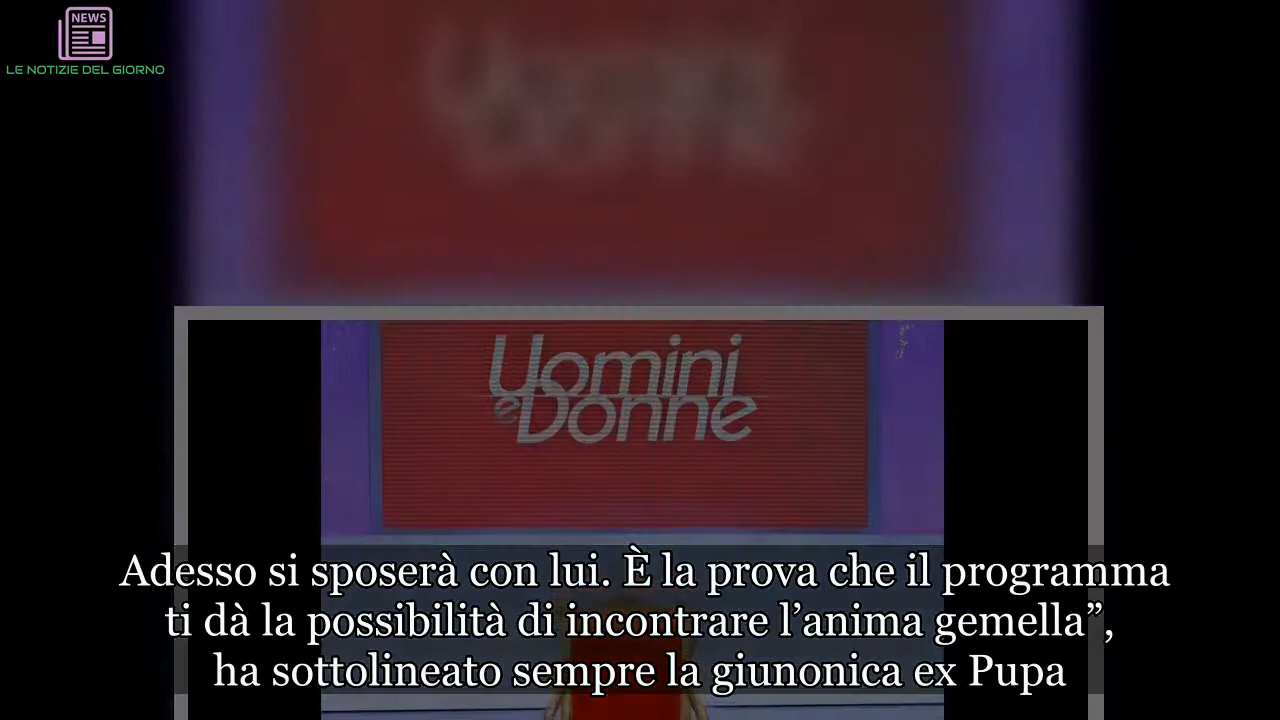 NEWS
LE NOTIZIE DEL GIORNO
Uomini
e Donne
Adesso si sposerà con lui. È la prova che il programma
ti dà la possibilità di incontrare l’anima gemella”,
ha sottolineato sempre la giunonica ex Pupa